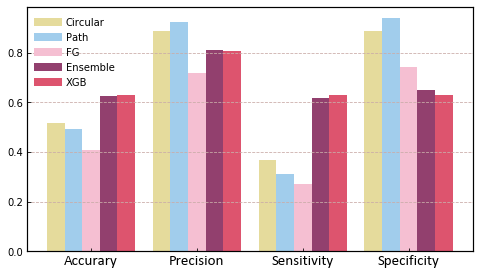 Circular
Path
FG
Ensemble
XGB
0.8
0.6
0.4
0.2
0.0
Accurary Precision Sensitivity Specificity